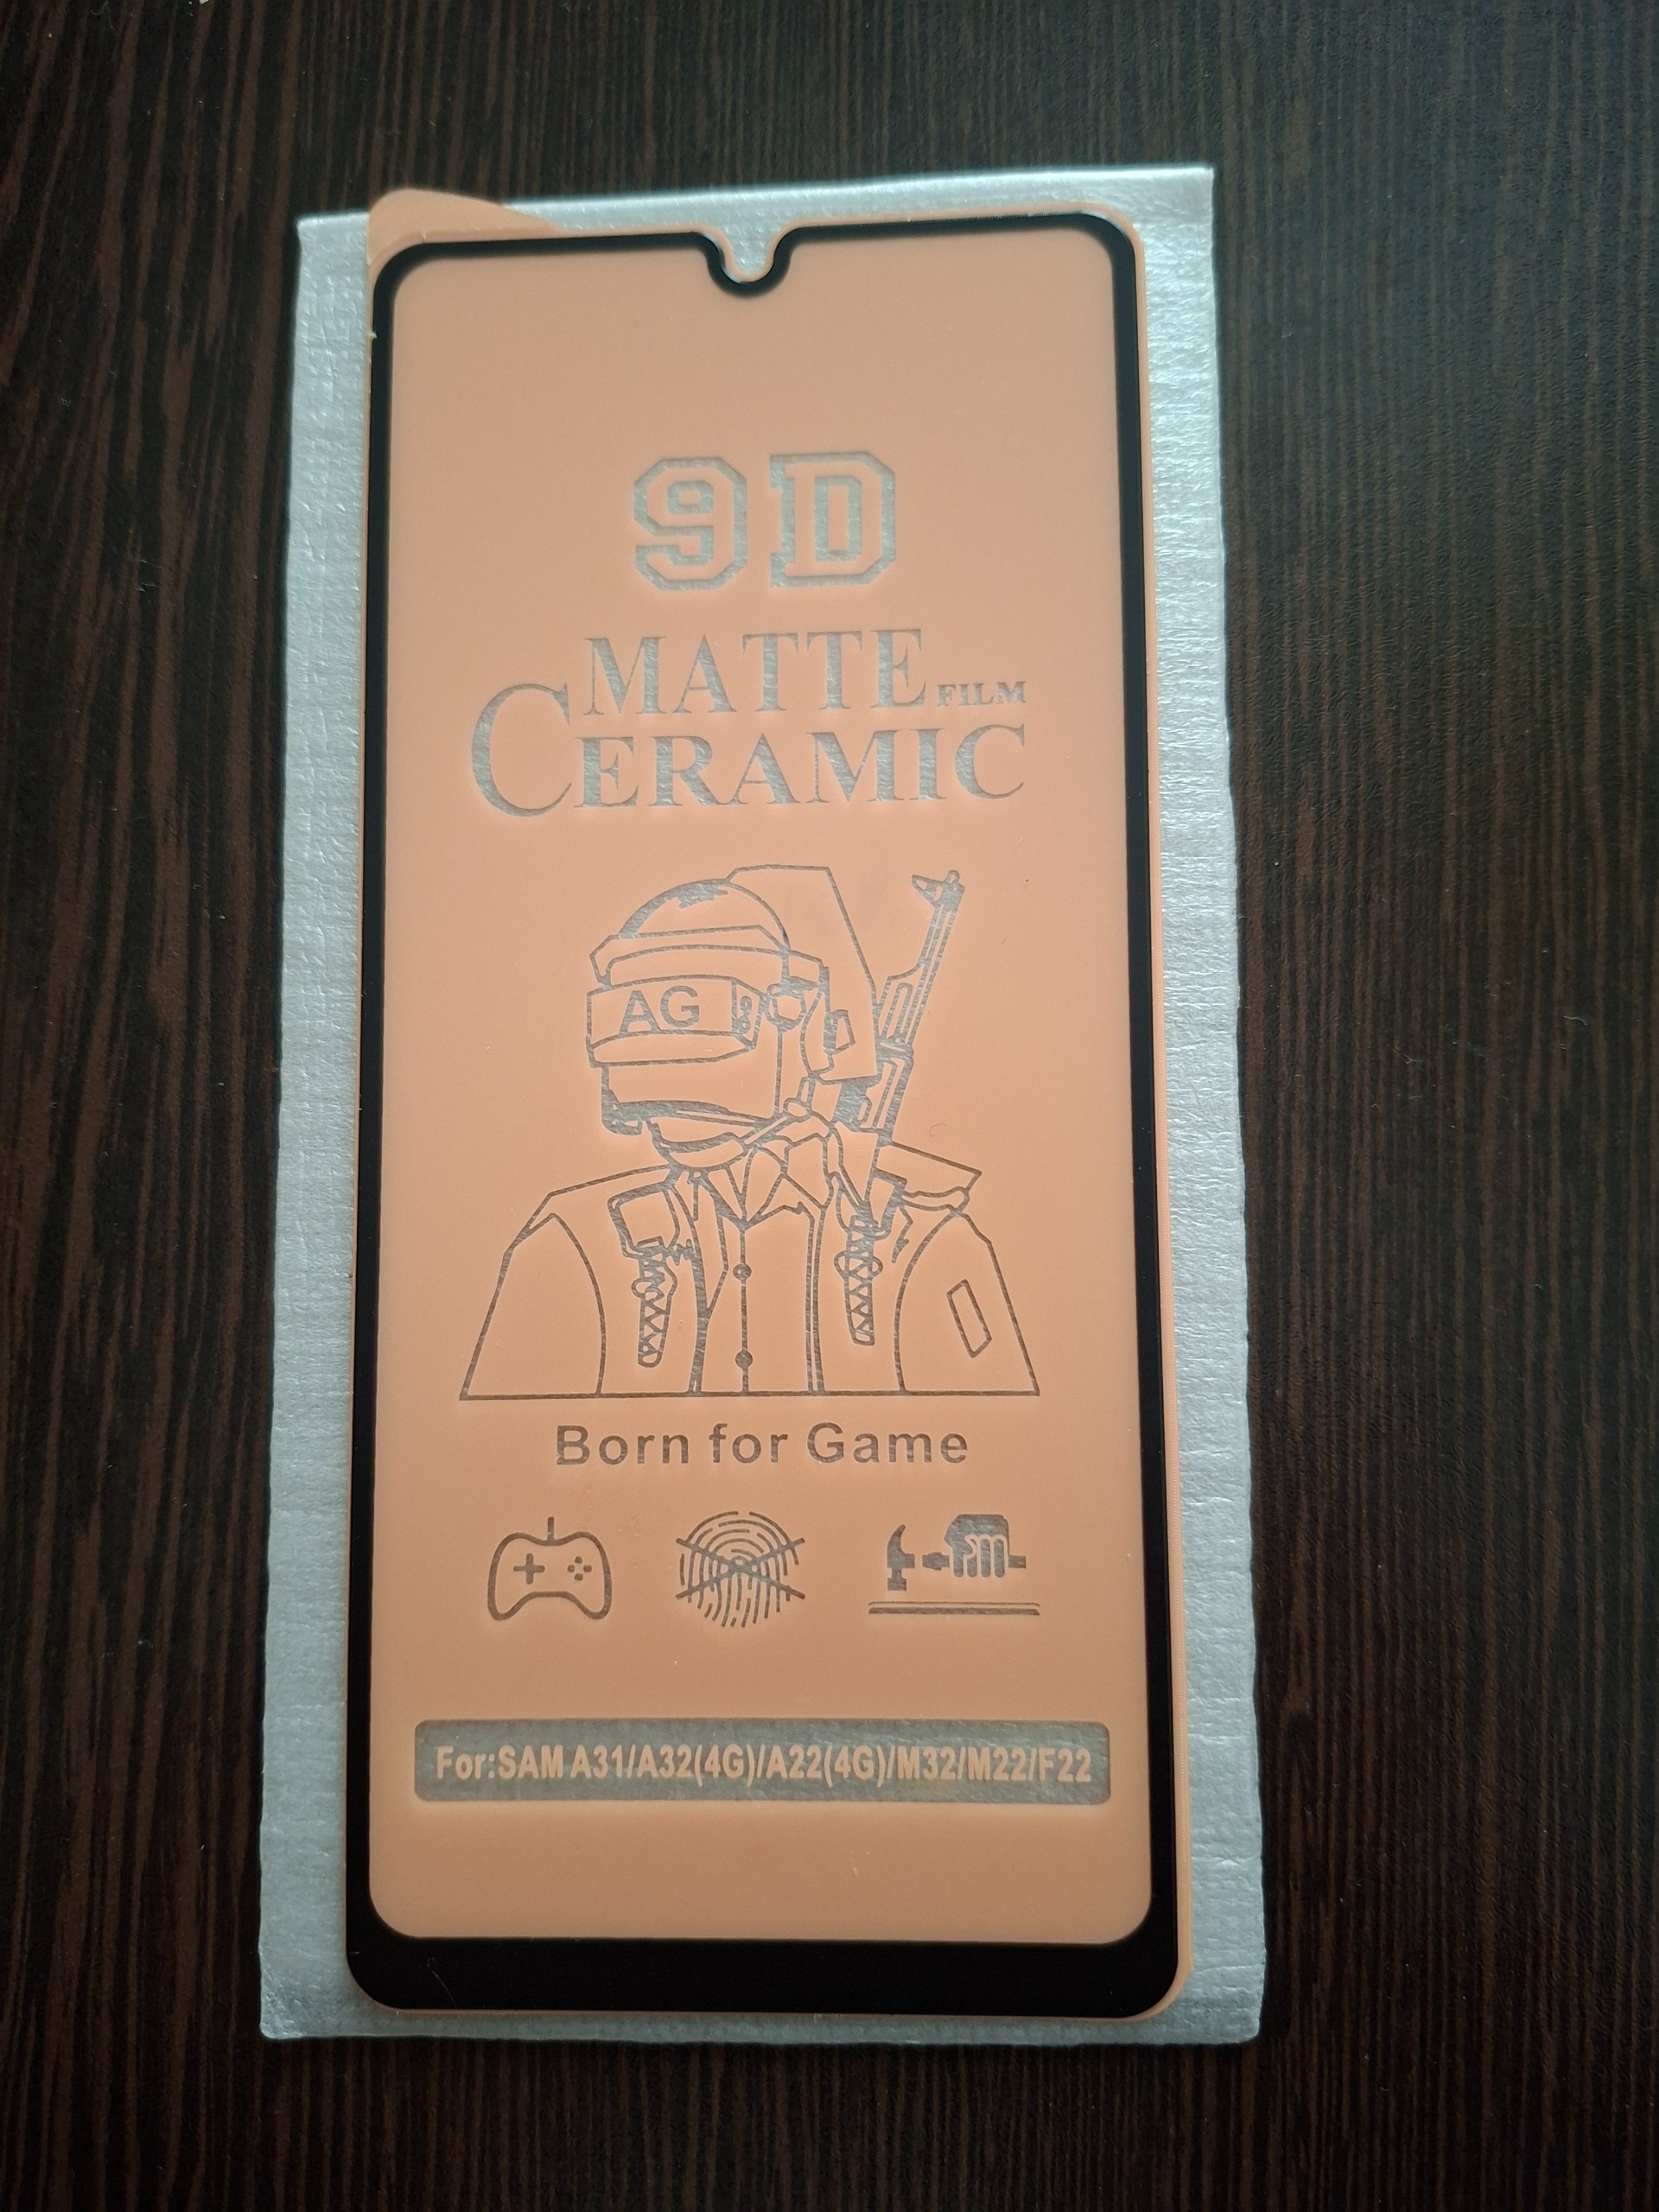 9D
MATTE FILM
CERAMIC
AG
Born for Game
For:SAM A31/A32(4G)/A22(4G)/M32/M22/F22